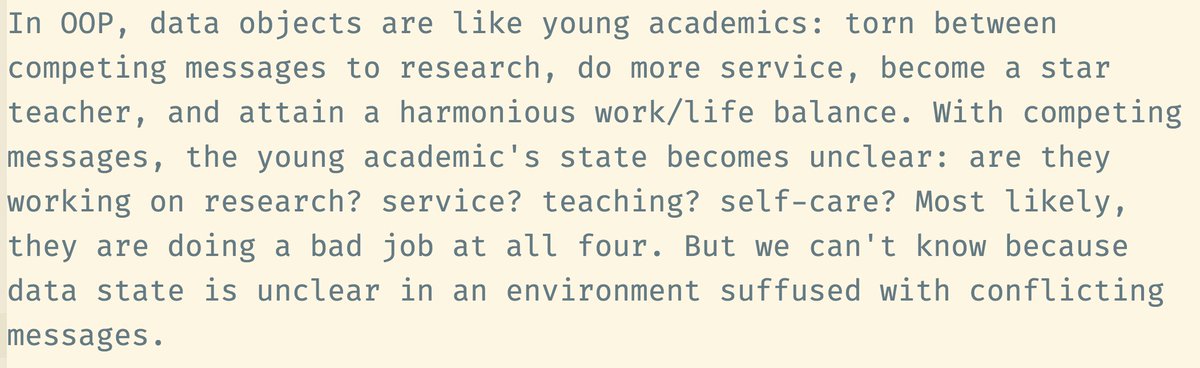 In OOP, data objects are like young academics: torn between
competing messages to research, do more service, become a star
teacher, and attain a harmonious work/life balance. With competing
messages, the young academic's state becomes unclear: are they
working on research? service? teaching? self-care? Most likely,
they are doing a bad job at all four. But we can't know because
data state is unclear in an environment suffused with conflicting
messages.